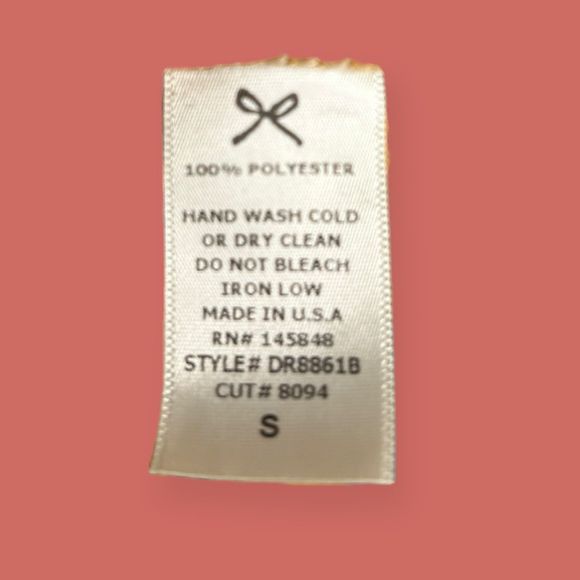 100% POLYESTER
HAND WASH COLD
OR DRY CLEAN
DO NOT BLEACH
IRON LOW
MADE IN U.S.A
RN# 145848
STYLE# DR8861B
CUT# 8094
S